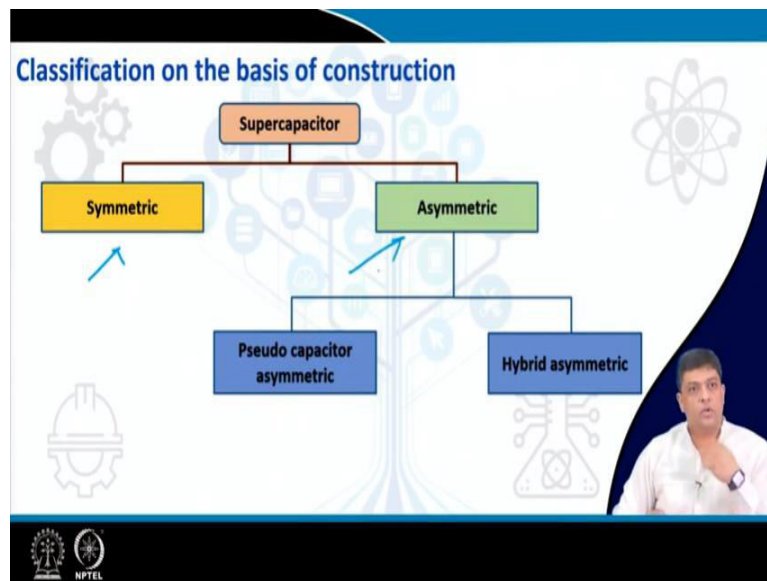 Classification on the basis of construction
Supercapacitor
Symmetric
Asymmetric
Pseudo capacitor
asymmetric
Hybrid asymmetric
NPTEL